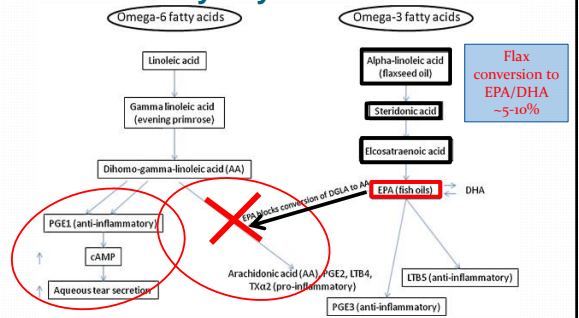 Omega-6 fatty acids
Omega-3 fatty acids
Linoleic acid
Alpha-linoleic acid
(flaxseed oil)
Flax
conversion to
EPA/DHA
~5-10%
Gamma linoleic acid
(evening primrose)
Steridonic acid
Elcosatraenoic acid
Dihomo-gamma-linoleic (AA)
EPA (fish oils)
DHA
EPA blocks conversion of DGLA to AA
PGE1 (anti-inflammatory)
cAMP
Aqueous tear secretion
Arachidonic acid (AA), PGE2, LTB4,
TXα2 (pro-inflammatory)
LTB5 (anti-inflammatory)
PGE3 (anti-inflammatory)